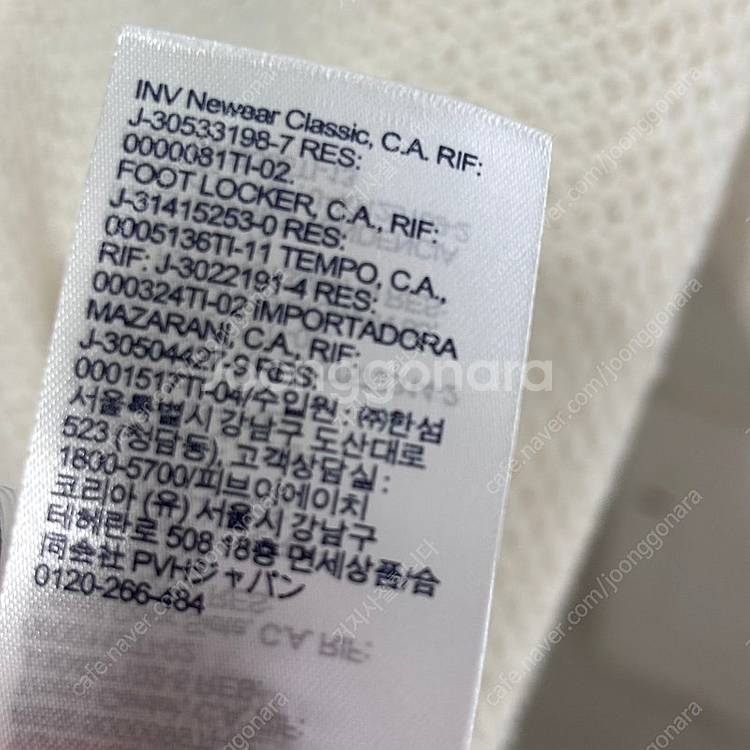 INV Newear Classic, C.A. RIF:
J-30533198-7 RES:
0000081TI-02.
FOOT LOCKER, C.A., RIF:
J-31415253-0 RES:
0005136TI-11 TEMPO, C.A.,
RIF: J-3022191-4 RES:
000324TI-02 IMPORTADORA
MAZARANI, C.A., RIF:
J-30504427-8 RES:
0001517TI-04/수입원 : ㈜한섬
서울특별시 강남구 도산대로
523 (청담동), 고객상담실 :
1800-5700/피브이에이치
코리아 (유) 서울시 강남구
테헤란로 508 18층 면세상품/合
同会社 PVHジャパン
0120-266-484
joonggonara
cafe.naver.com/joonggonara